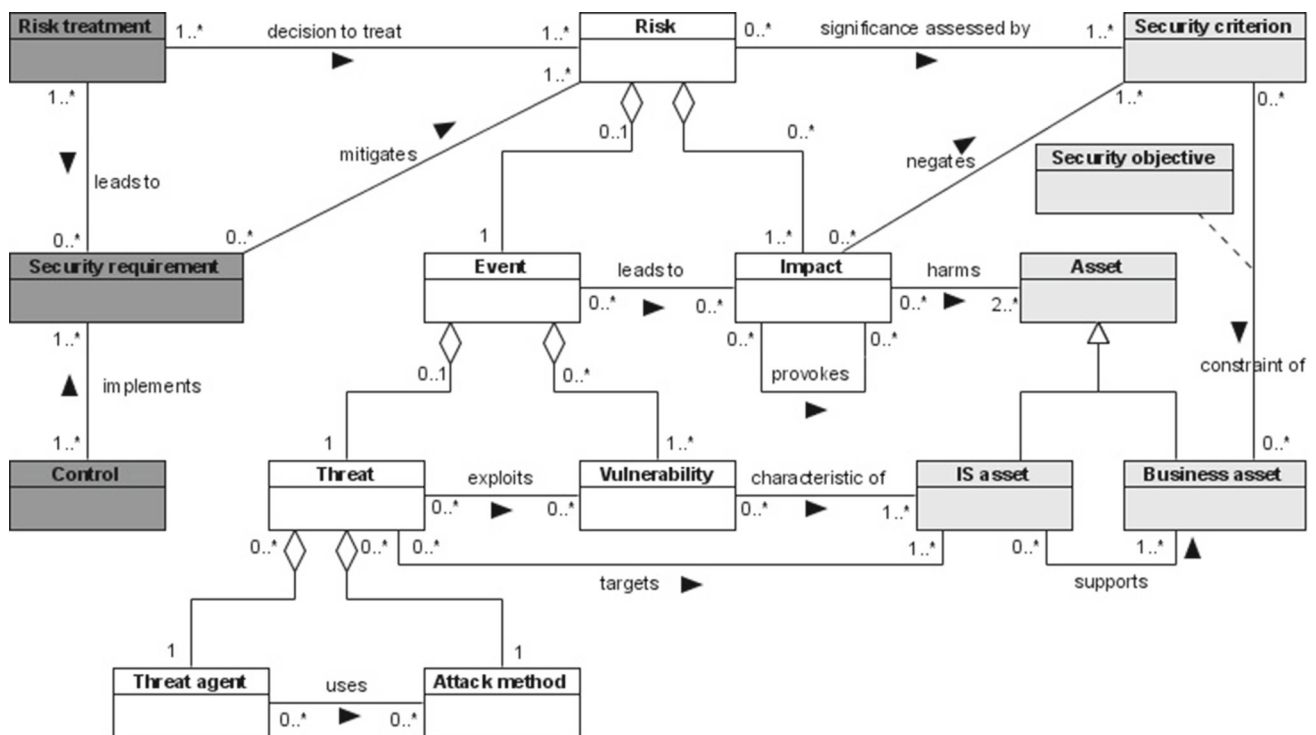 Risk treatment
1..*
decision to treat
1..*
Risk
0..*
significance assessed by
1..*
Security criterion
1..*
1..*
1..*
0..*
0..1
0..*
mitigates
negates
Security objective
leads to
0..*
0..*
1
1..*
0..*
Security requirement
Event
leads to
Impact
harms
Asset
0..*
0..*
0..*
2..*
1..*
0..*
0..*
provokes
constraint of
0..1
0..*
implements
1..*
1
1..*
0..*
Control
Threat
exploits
Vulnerability
characteristic of
IS asset
Business asset
0..*
0..*
0..*
1..*
0..*
0..*
0..*
1..*
0..*
1..*
targets
supports
1
1
Threat agent
uses
Attack method
0..*
0..*